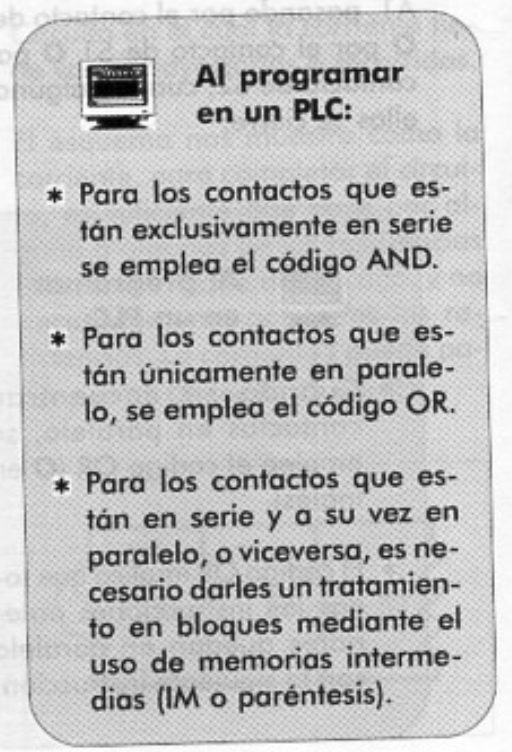 Al programar
en un PLC:
* Para los contactos que es-
tán exclusivamente en serie
se emplea el código AND.
* Para los contactos que es-
tán únicamente en parale-
lo, se emplea el código OR.
* Para los contactos que es-
tán en serie y a su vez en
paralelo, o viceversa, es ne-
cesario darles un tratamien-
to en bloques mediante el
uso de memorias interme-
dias (IM o paréntesis).